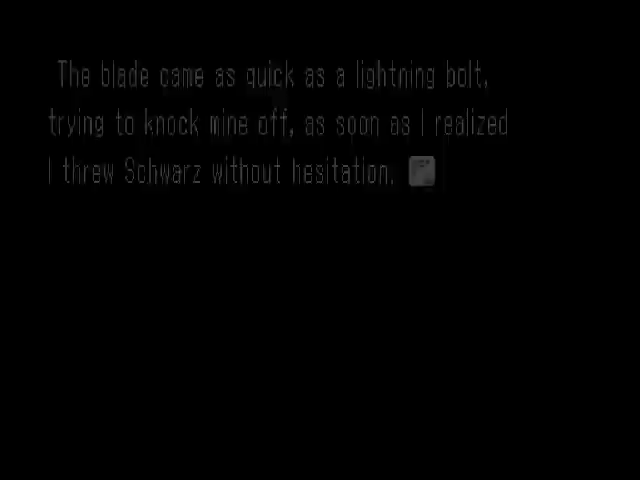 The blade came as quick as a lightning bolt,
trying to knock mine off, as soon as I realized
I threw Schwarz without hesitation.